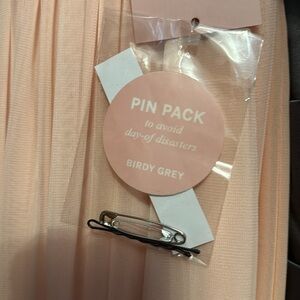 PIN PACK
to avoid
day-of disasters
BIRDY GREY